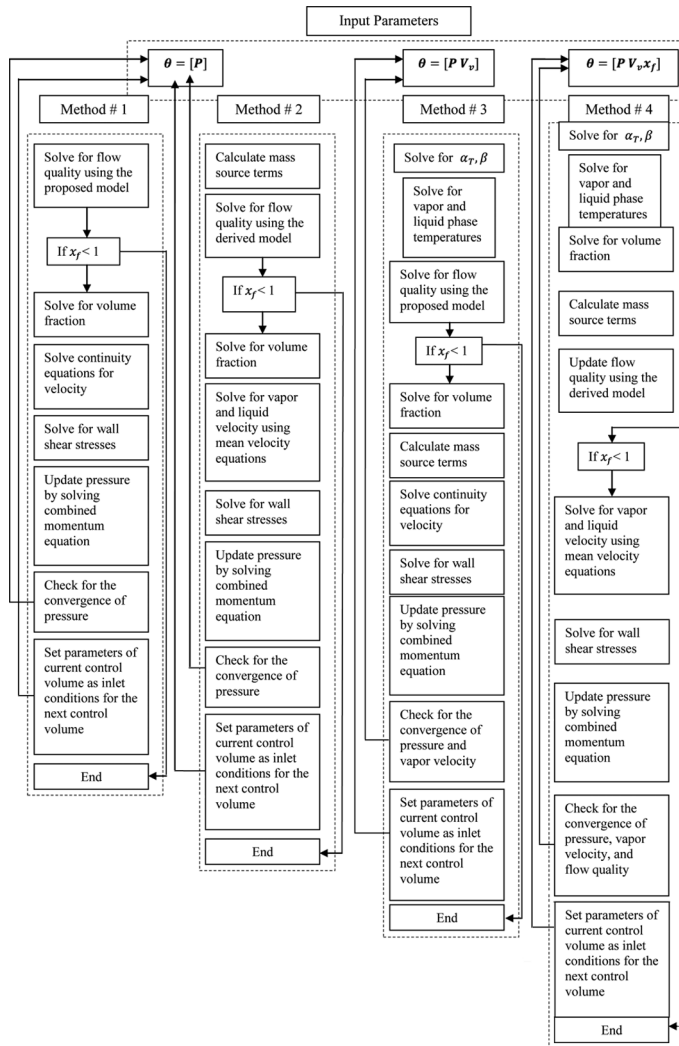 Input Parameters
θ = [P]
θ = [P V_v]
θ = [P V_v x_f]
Method # 1
Solve for flow
quality using the
proposed model
If x_f < 1
Solve for volume
fraction
Solve continuity
equations for
velocity
Solve for wall
shear stresses
Update pressure
by solving
combined
momentum
equation
Check for the
convergence of
pressure
Set parameters of
current control
volume as inlet
conditions for the
next control
volume
End
Method # 2
Calculate mass
source terms
Solve for flow
quality using the
derived model
If x_f < 1
Solve for volume
fraction
Solve for vapor
and liquid
velocity using
mean velocity
equations
Solve for wall
shear stresses
Update pressure
by solving
combined
momentum
equation
Check for the
convergence of
pressure
Set parameters of
current control
volume as inlet
conditions for the
next control
volume
End
Method # 3
Solve for α_T, β
Solve for
vapor and
liquid phase
temperatures
Solve for flow
quality using the
proposed model
If x_f < 1
Solve for volume
fraction
Calculate mass
source terms
Solve continuity
equations for
velocity
Solve for wall
shear stresses
Update pressure
by solving
combined
momentum
equation
Check for the
convergence of
pressure and
vapor velocity
Set parameters of
current control
volume as inlet
conditions for the
next control
volume
End
Method # 4
Solve for α_T, β
Solve for
vapor and
liquid phase
temperatures
Solve for volume
fraction
Calculate mass
source terms
Update flow
quality using the
derived model
If x_f < 1
Solve for vapor
and liquid
velocity using
mean velocity
equations
Solve for wall
shear stresses
Update pressure
by solving
combined
momentum
equation
Check for the
convergence of
pressure, vapor
velocity, and
flow quality
Set parameters of
current control
volume as inlet
conditions for the
next control
volume
End